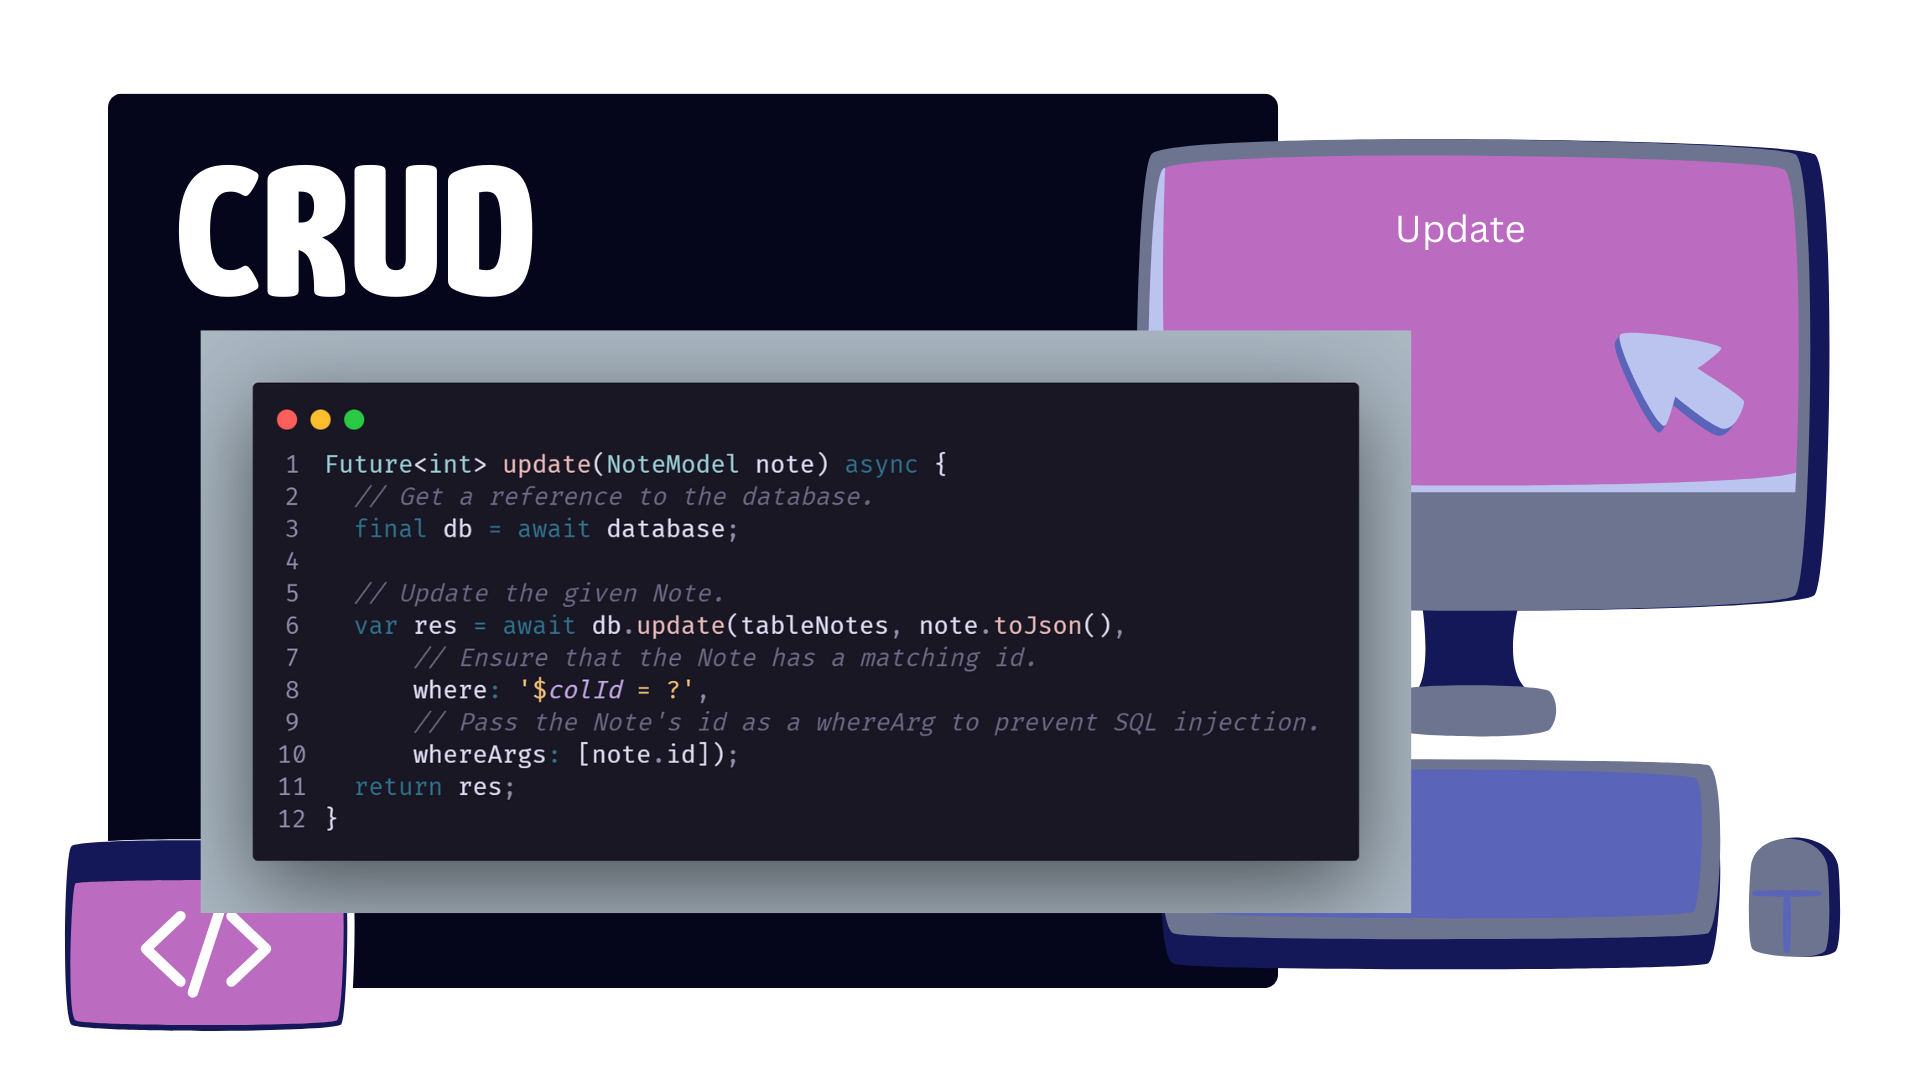 CRUD
Update
1 Future<int> update(NoteModel note) async {
2   // Get a reference to the database.
3   final db = await database;
4
5   // Update the given Note.
6   var res = await db.update(tableNotes, note.toJson(),
7       // Ensure that the Note has a matching id.
8       where: '$colId = ?',
9       // Pass the Note's id as a whereArg to prevent SQL injection.
10       whereArgs: [note.id]);
11   return res;
12 }
</>